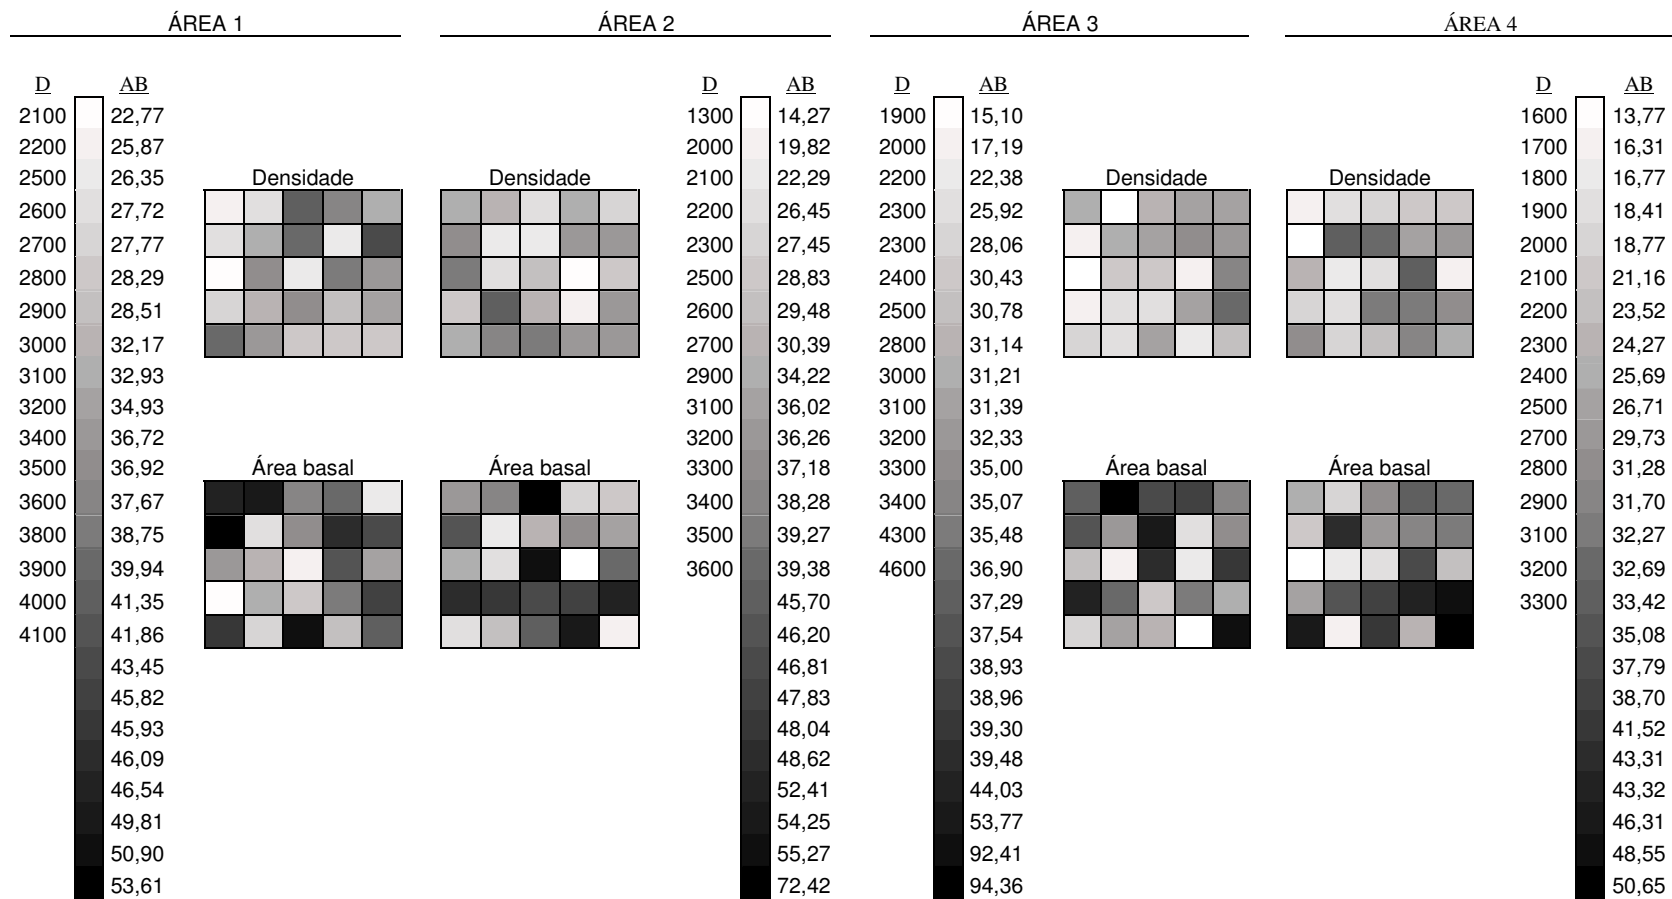 ÁREA 1 ÁREA 2 ÁREA 3 ÁREA 4
D AB D AB D AB D AB
2100 22,77 1300 14,27 1900 15,10 1600 13,77
2200 25,87 2000 19,82 2000 17,19 1700 16,31
2500 26,35 Densidade Densidade 2100 22,29 2200 22,38 Densidade Densidade 1800 16,77
2600 27,72 2200 26,45 2300 25,92 1900 18,41
2700 27,77 2300 27,45 2300 28,06 2000 18,77
2800 28,29 2500 28,83 2400 30,43 2100 21,16
2900 28,51 2600 29,48 2500 30,78 2200 23,52
3000 32,17 2700 30,39 2800 31,14 2300 24,27
3100 32,93 2900 34,22 3000 31,21 2400 25,69
3200 34,93 3100 36,02 3100 31,39 2500 26,71
3400 36,72 3200 36,26 3200 32,33 2700 29,73
3500 36,92 Área basal Área basal 3300 37,18 3300 35,00 Área basal Área basal 2800 31,28
3600 37,67 3400 38,28 3400 35,07 2900 31,70
3800 38,75 3500 39,27 4300 35,48 3100 32,27
3900 39,94 3600 39,38 4600 36,90 3200 32,69
4000 41,35 45,70 37,29 3300 33,42
4100 41,86 46,20 37,54 35,08
43,45 46,81 38,93 37,79
45,82 47,83 38,96 38,70
45,93 48,04 39,30 41,52
46,09 48,62 39,48 43,31
46,54 52,41 44,03 43,32
49,81 54,25 53,77 46,31
50,90 55,27 92,41 48,55
53,61 72,42 94,36 50,65